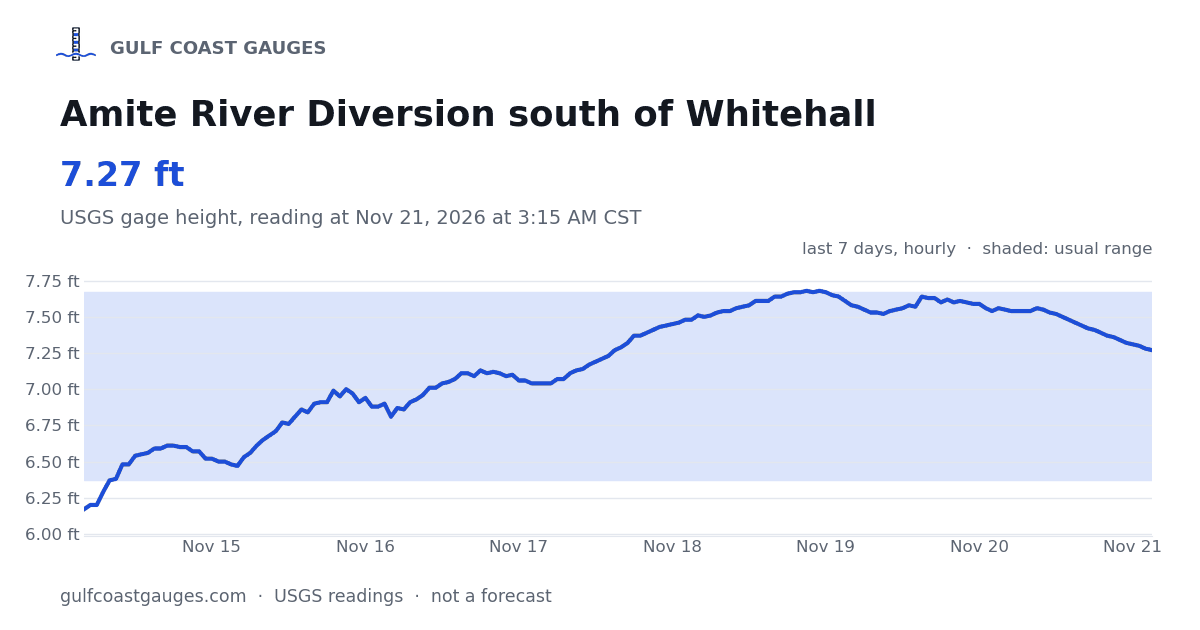 GULF COAST GAUGES
Amite River Diversion south of Whitehall
7.27 ft
USGS gage height, reading at Nov 21, 2026 at 3:15 AM CST
last 7 days, hourly · shaded: usual range
7.75 ft
7.50 ft
7.25 ft
7.00 ft
6.75 ft
6.50 ft
6.25 ft
6.00 ft
Nov 15 Nov 16 Nov 17 Nov 18 Nov 19 Nov 20 Nov 21
gulfcoastgauges.com · USGS readings · not a forecast